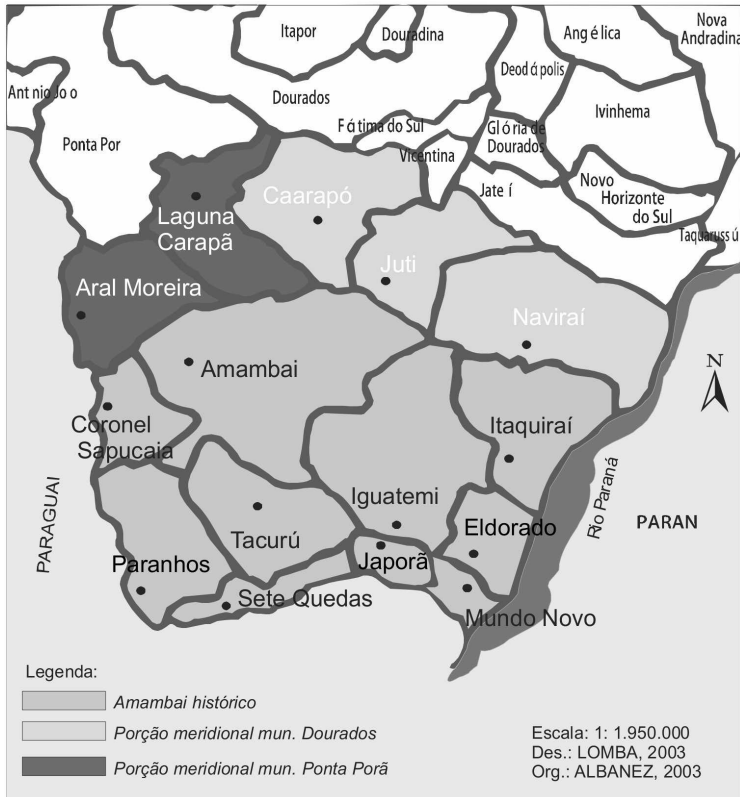 Itapor
Douradina
Ang é lica
Nova
Andradina
Ant nio Jo o
Deod á polis
Dourados
Ivinhema
F á tima do Sul
Gl ó ria de
Dourados
Ponta Por
Vicentina
Novo
Horizonte
do Sul
Jate í
Taquaruss ú
Laguna
Carapã
Caarapó
Juti
Aral Moreira
Naviraí
N
Amambai
Coronel
Sapucaia
Itaquiraí
Iguatemi
PARAGUAI
Rio Paraná
PARAN
Tacurú
Eldorado
Paranhos
Japorã
Sete Quedas
Mundo Novo
Legenda:
Amambai histórico
Porção meridional mun. Dourados
Porção meridional mun. Ponta Porã
Escala: 1: 1.950.000
Des.: LOMBA, 2003
Org.: ALBANEZ, 2003